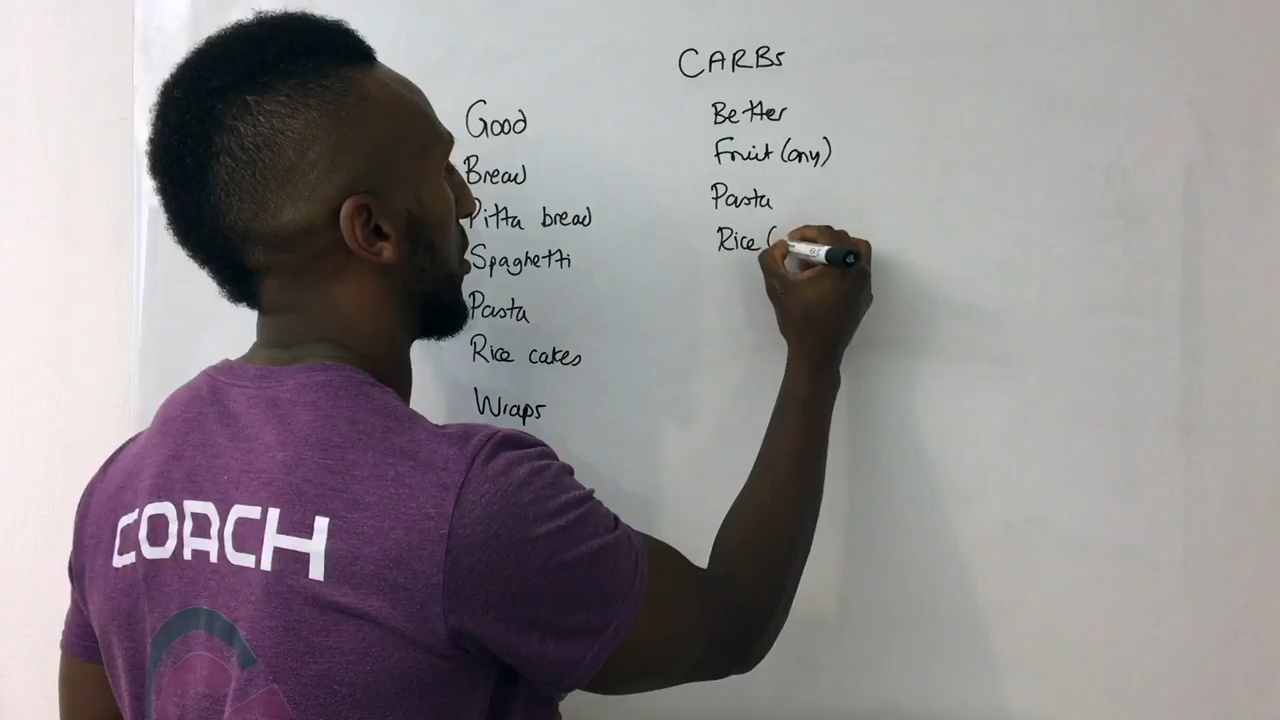 CARBs
Good
Bread
Pitta bread
Spaghetti
Pasta
Rice cakes
Wraps
Better
Fruit (any)
Pasta
Rice (
COACH